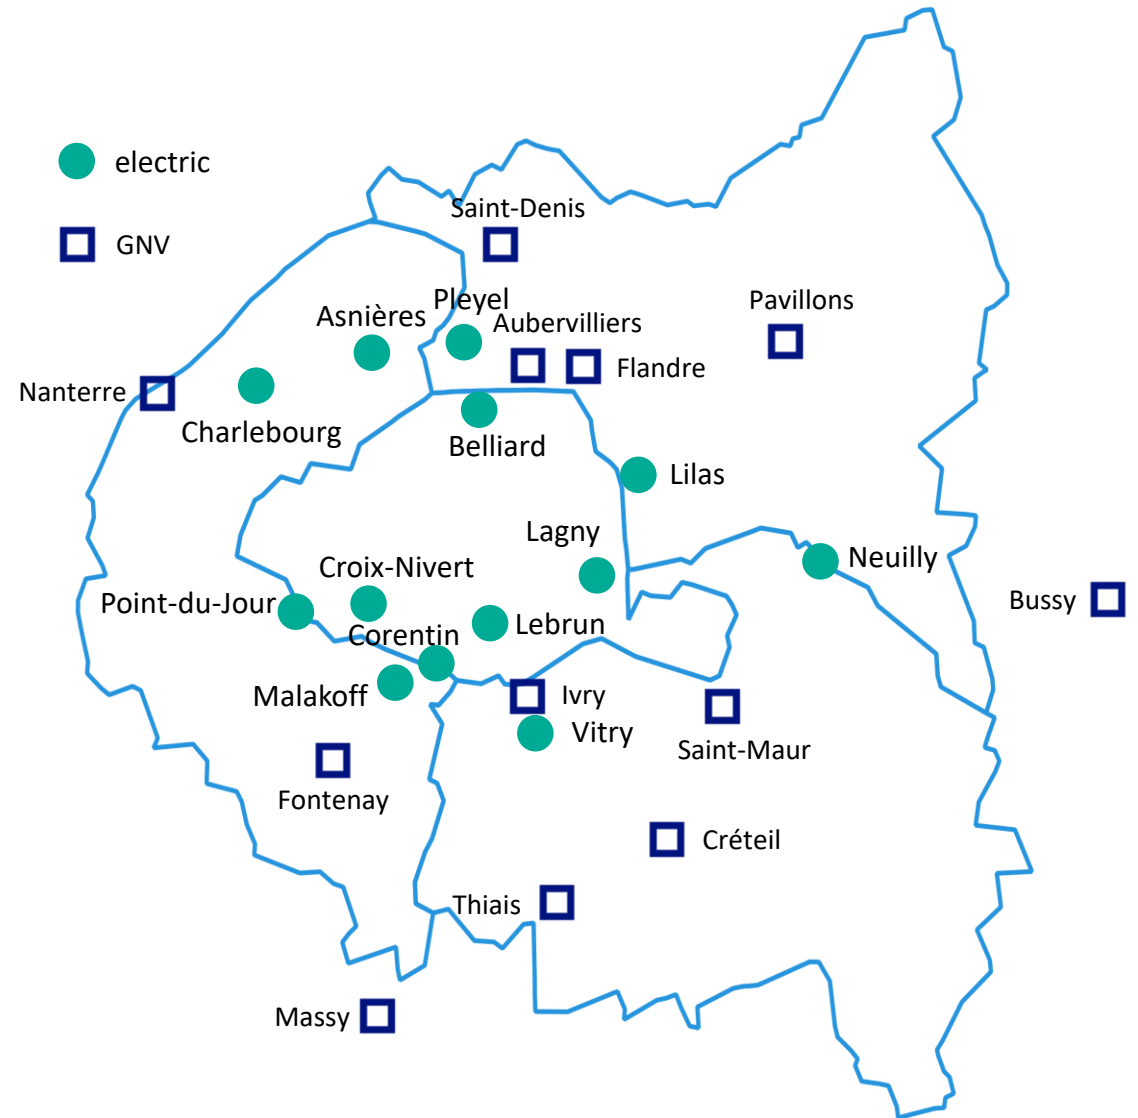 electric
GNV
Saint-Denis
Pleyel
Asnières
Aubervilliers
Pavillons
Flandre
Nanterre
Charlebourg
Belliard
Lilas
Lagny
Croix-Nivert
Neuilly
Point-du-Jour
Bussy
Lebrun
Corentin
Malakoff
Ivry
Vitry
Saint-Maur
Fontenay
Créteil
Thiais
Massy